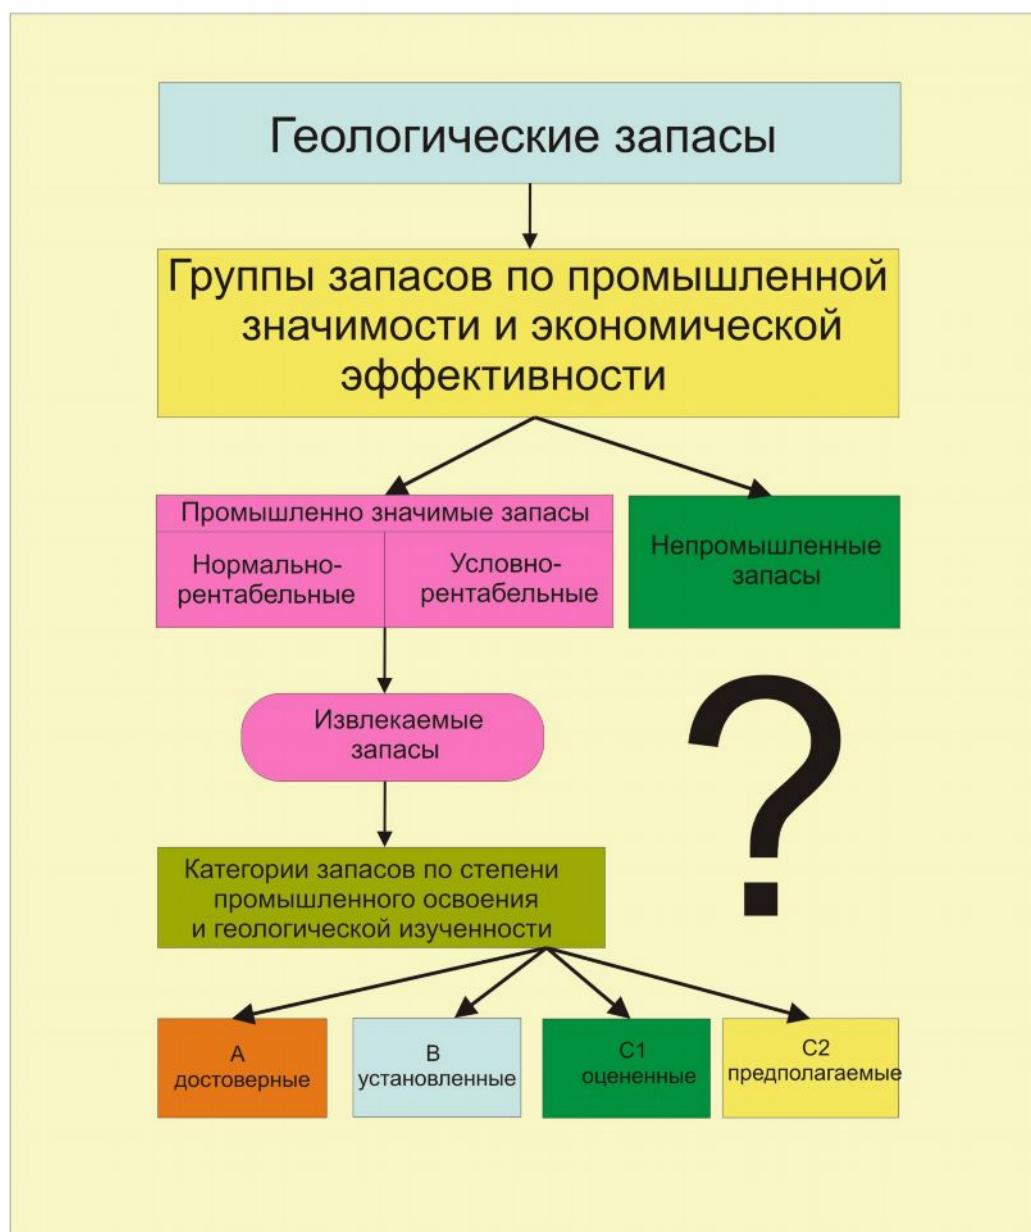 Геологические запасы
Группы запасов по промышленной
значимости и экономической
эффективности
Промышленно значимые запасы
Нормально-
рентабельные
Условно-
рентабельные
Непромышленные
запасы
Извлекаемые
запасы
?
Категории запасов по степени
промышленного освоения
и геологической изученности
А
достоверные
В
установленные
С1
оцененные
С2
предполагаемые